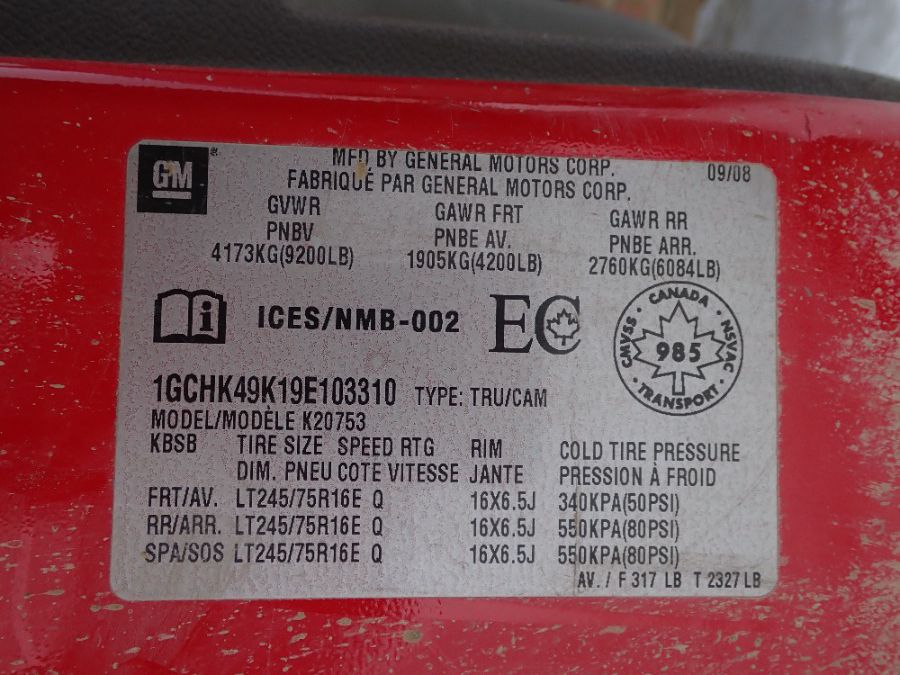 GM
MFD BY GENERAL MOTORS CORP. 09/08
FABRIQUÉ PAR GENERAL MOTORS CORP.
GVWR GAWR FRT GAWR RR
PNBV PNBE AV. PNBE ARR.
4173KG(9200LB) 1905KG(4200LB) 2760KG(6084LB)
i ICES/NMB-002 EC
CANADA
CMVSS 985 NSVAC
TRANSPORT
1GCHK49K19E103310 TYPE: TRU/CAM
MODEL/MODÈLE K20753
KBSB TIRE SIZE SPEED RTG RIM COLD TIRE PRESSURE
DIM. PNEU COTE VITESSE JANTE PRESSION À FROID
FRT/AV. LT245/75R16E Q 16X6.5J 340KPA(50PSI)
RR/ARR. LT245/75R16E Q 16X6.5J 550KPA(80PSI)
SPA/SOS LT245/75R16E Q 16X6.5J 550KPA(80PSI)
AV. / F 317 LB T 2327 LB